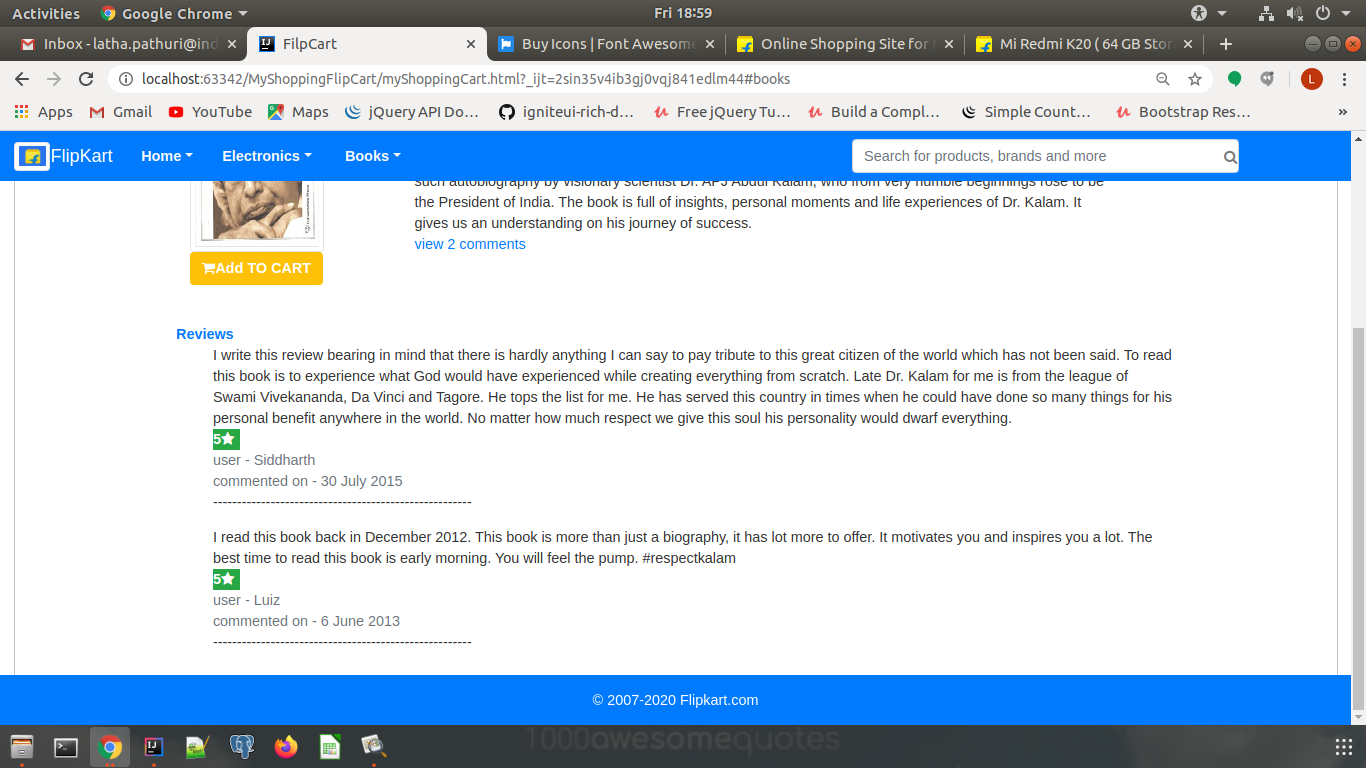 Activities Google Chrome Fri 18:59
Inbox - latha.pathuri@ind FilpCart Buy Icons | Font Awesome Online Shopping Site for Mi Redmi K20 ( 64 GB Stor
localhost:63342/MyShoppingFlipCart/myShoppingCart.html?_ijt=2sin35v4ib3gj0vqj841edlm44#books L
Apps Gmail YouTube Maps jQuery API Do… igniteui-rich-d… Free jQuery Tu… Build a Compl… Simple Count… Bootstrap Res… »
FlipKart Home Electronics Books Search for products, brands and more
such autobiography by visionary scientist Dr. APJ Abdul Kalam, who from very humble beginnings rose to be
the President of India. The book is full of insights, personal moments and life experiences of Dr. Kalam. It
gives us an understanding on his journey of success.
view 2 comments
Add TO CART
Reviews
I write this review bearing in mind that there is hardly anything I can say to pay tribute to this great citizen of the world which has not been said. To read
this book is to experience what God would have experienced while creating everything from scratch. Late Dr. Kalam for me is from the league of
Swami Vivekananda, Da Vinci and Tagore. He tops the list for me. He has served this country in times when he could have done so many things for his
personal benefit anywhere in the world. No matter how much respect we give this soul his personality would dwarf everything.
5★
user - Siddharth
commented on - 30 July 2015
------------------------------------------------------
I read this book back in December 2012. This book is more than just a biography, it has lot more to offer. It motivates you and inspires you a lot. The
best time to read this book is early morning. You will feel the pump. #respectkalam
5★
user - Luiz
commented on - 6 June 2013
------------------------------------------------------
© 2007-2020 Flipkart.com
1000awesomequotes